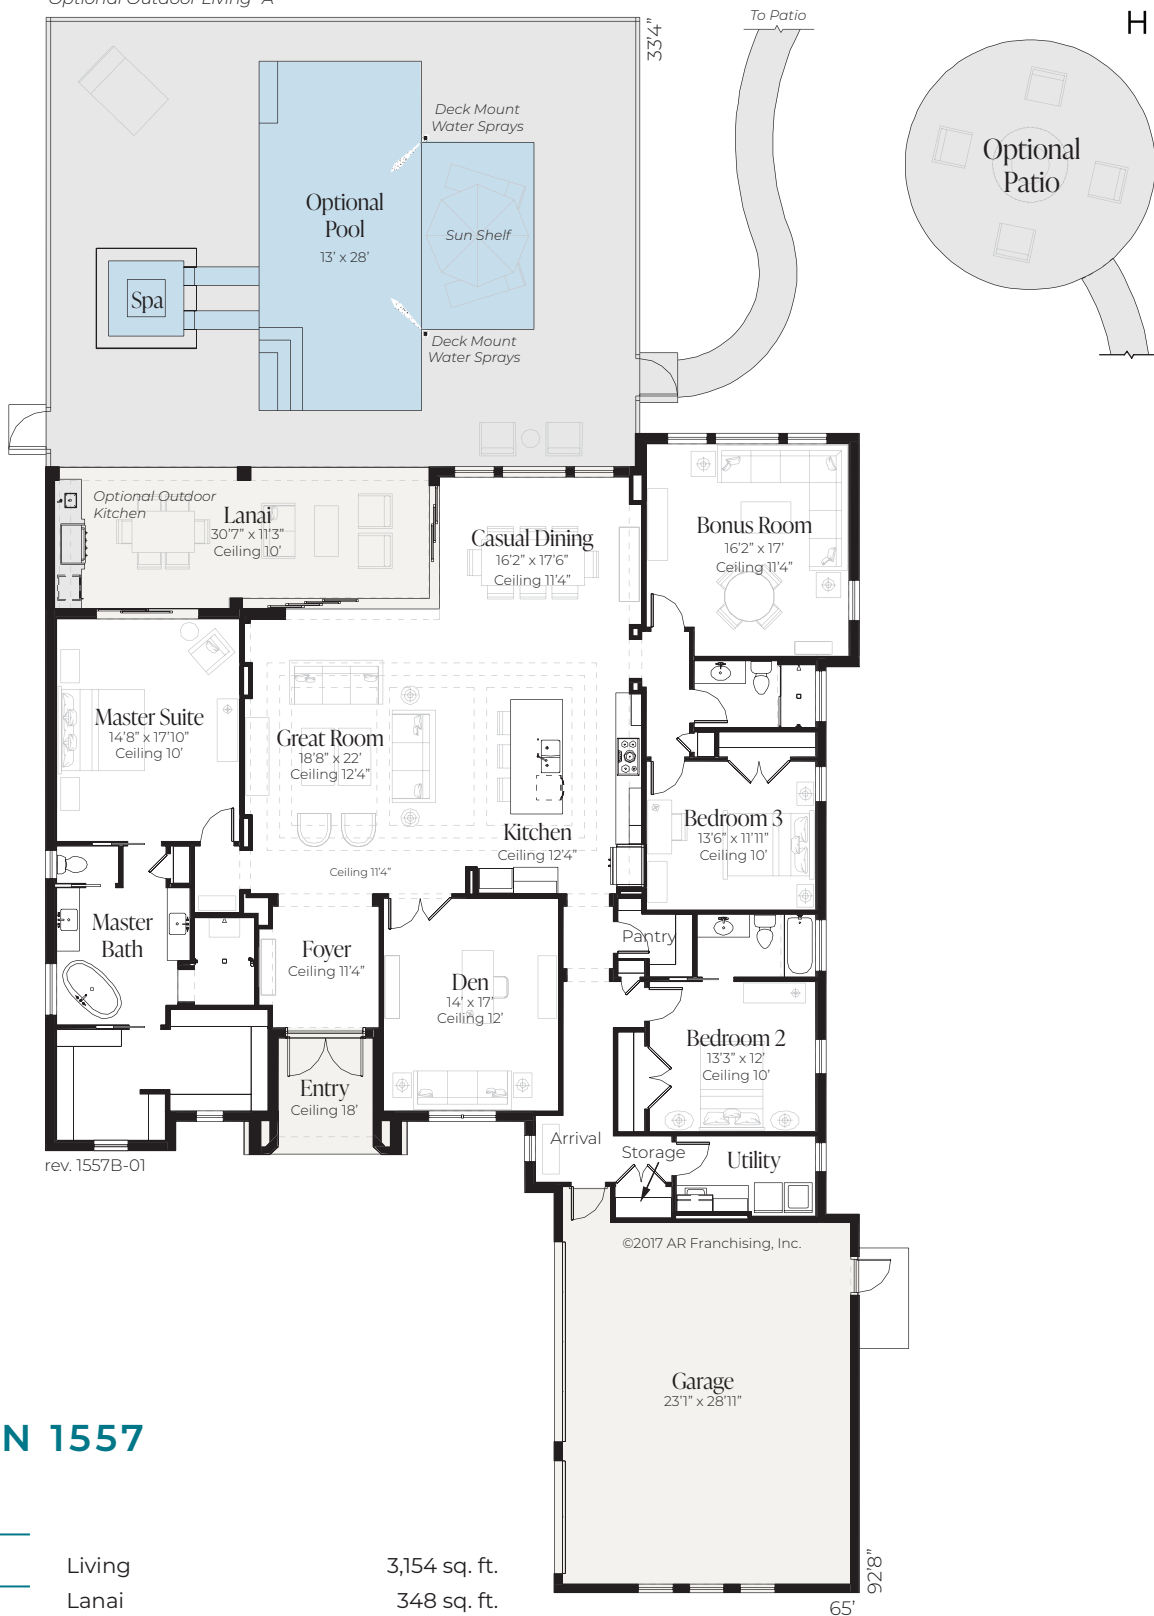 Optional Outdoor Living "A"
To Patio
33'4"
H
Deck Mount
Water Sprays
Optional
Patio
Optional
Pool
13' x 28'
Sun Shelf
Spa
Deck Mount
Water Sprays
Optional Outdoor
Kitchen
Lanai
30'7" x 11'3"
Ceiling 10'
Casual Dining
16'2" x 17'6"
Ceiling 11'4"
Bonus Room
16'2" x 17'
Ceiling 11'4"
Master Suite
14'8" x 17'10"
Ceiling 10'
Great Room
18'8" x 22'
Ceiling 12'4"
Kitchen
Ceiling 12'4"
Bedroom 3
13'6" x 11'11"
Ceiling 10'
Ceiling 11'4"
Master
Bath
Foyer
Ceiling 11'4"
Den
14' x 17'
Ceiling 12'
Pantry
Bedroom 2
13'3" x 12'
Ceiling 10'
Entry
Ceiling 18'
Arrival
Storage
Utility
rev. 1557B-01
©2017 AR Franchising, Inc.
Garage
23'1" x 28'11"
N 1557
Living 3,154 sq. ft.
Lanai 348 sq. ft.
92'8"
65'